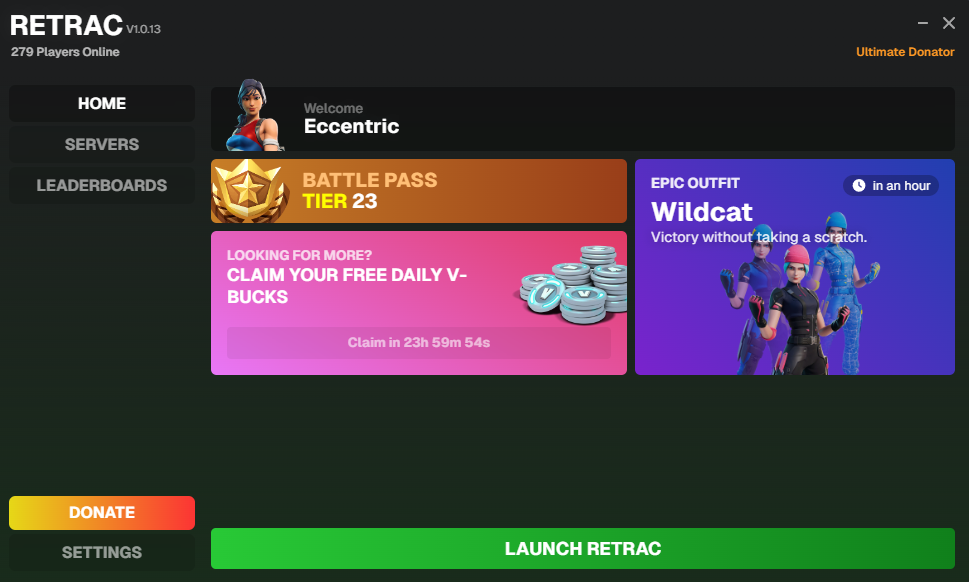 RETRAC V1.0.13
279 Players Online
Ultimate Donator
HOME
SERVERS
LEADERBOARDS
DONATE
SETTINGS
Welcome
Eccentric
BATTLE PASS
TIER 23
LOOKING FOR MORE?
CLAIM YOUR FREE DAILY V-
BUCKS
Claim in 23h 59m 54s
EPIC OUTFIT
in an hour
Wildcat
Victory without taking a scratch.
LAUNCH RETRAC